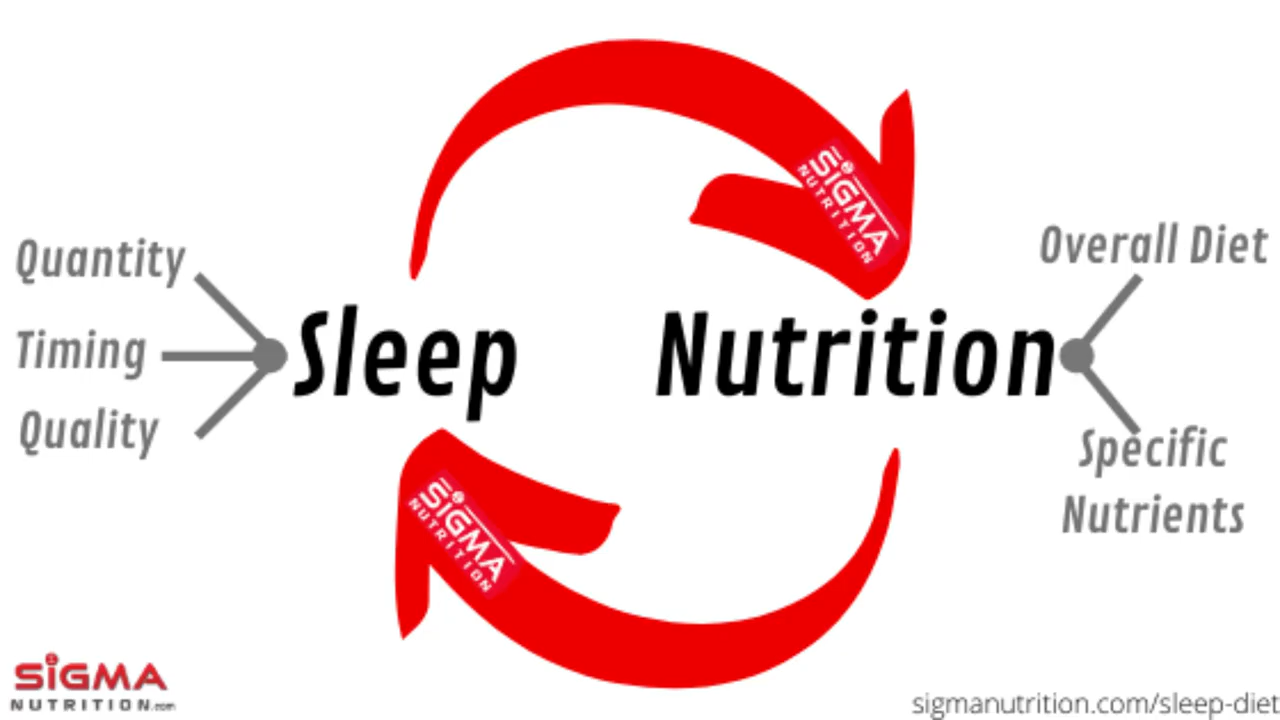 SiGMA
NUTRITION
Quantity
Timing
Quality
Sleep
Nutrition
Overall Diet
Specific
Nutrients
SiGMA
NUTRITION
SiGMA
NUTRITION.com
sigmanutrition.com/sleep-diet